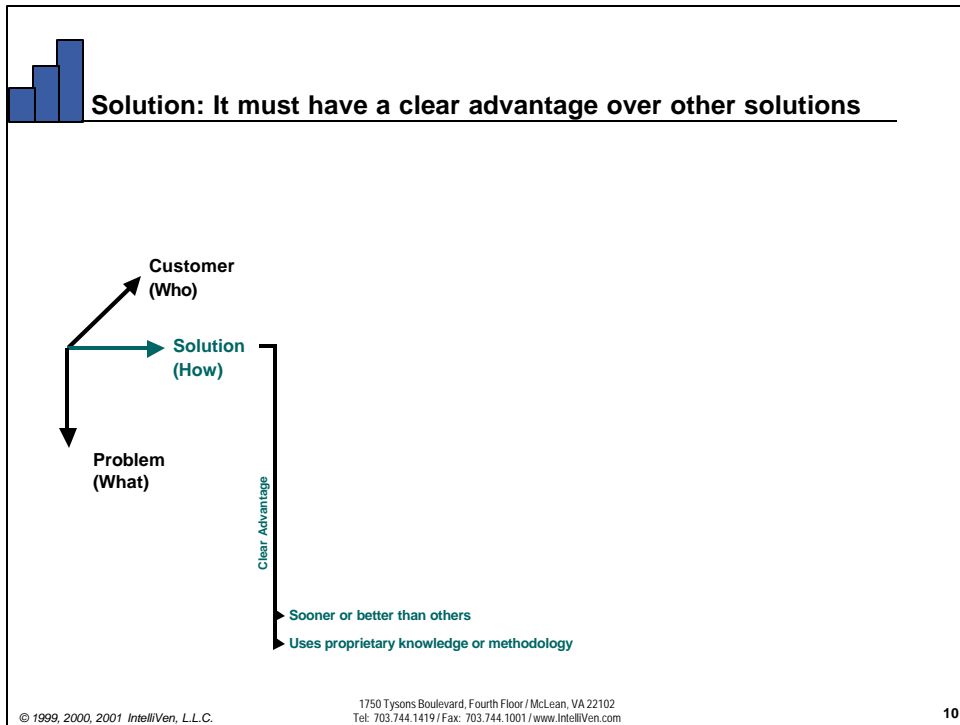 Solution: It must have a clear advantage over other solutions
Customer
(Who)
Solution
(How)
Problem
(What)
Clear Advantage
Sooner or better than others
Uses proprietary knowledge or methodology
© 1999, 2000, 2001 IntelliVen, L.L.C.
1750 Tysons Boulevard, Fourth Floor / McLean, VA 22102
Tel: 703.744.1419 / Fax: 703.744.1001 / www.IntelliVen.com
10